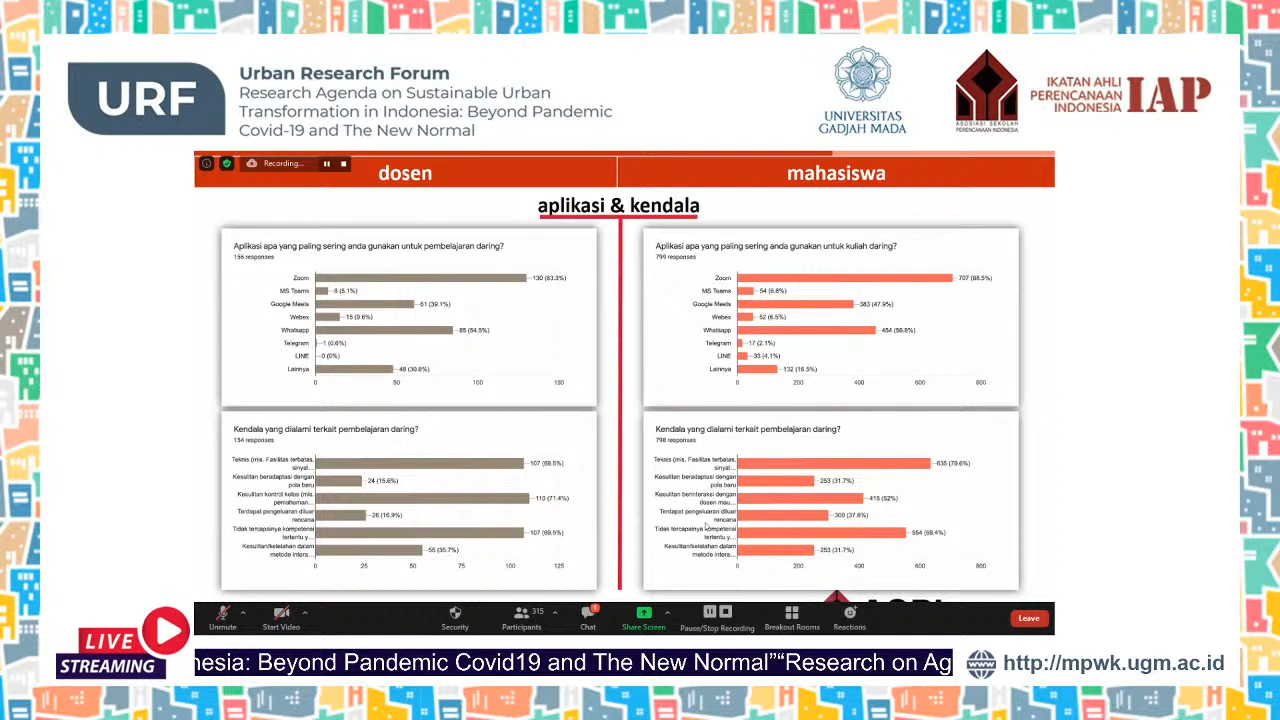 URF
Urban Research Forum
Research Agenda on Sustainable Urban
Transformation in Indonesia: Beyond Pandemic
Covid-19 and The New Normal
UNIVERSITAS
GADJAH MADA
ASOSIASI SEKOLAH
PERENCANAAN INDONESIA
IKATAN AHLI
PERENCANAAN
INDONESIA
IAP
Recording...
dosen
mahasiswa
aplikasi & kendala
Aplikasi apa yang paling sering anda gunakan untuk pembelajaran daring?
156 responses
Zoom 130 (83.3%)
MS Teams 8 (5.1%)
Google Meets 61 (39.1%)
Webex 15 (9.6%)
Whatsapp 85 (54.5%)
Telegram 1 (0.6%)
LINE 0 (0%)
Lainnya 48 (30.8%)
0 50 100 150
Aplikasi apa yang paling sering anda gunakan untuk kuliah daring?
799 responses
Zoom 707 (88.5%)
MS Teams 54 (6.8%)
Google Meets 383 (47.9%)
Webex 52 (6.5%)
Whatsapp 454 (56.8%)
Telegram 17 (2.1%)
LINE 33 (4.1%)
Lainnya 132 (16.5%)
0 200 400 600 800
Kendala yang dialami terkait pembelajaran daring?
154 responses
Teknis (mis. Fasilitas terbatas,
sinyal... 107 (69.5%)
Kesulitan beradaptasi dengan
pola baru 24 (15.6%)
Kesulitan kontrol kelas (mis.
pemahaman... 110 (71.4%)
Terdapat pengeluaran diluar
rencana 26 (16.9%)
Tidak tercapainya kompetensi
tertentu y... 107 (69.5%)
Kesulitan/kelelahan dalam
metode intera... 55 (35.7%)
0 25 50 75 100 125
Kendala yang dialami terkait pembelajaran daring?
798 responses
Teknis (mis. Fasilitas terbatas,
sinyal... 635 (79.6%)
Kesulitan beradaptasi dengan
pola baru 253 (31.7%)
Kesulitan berinteraksi dengan
dosen mau... 415 (52%)
Terdapat pengeluaran diluar
rencana 300 (37.6%)
Tidak tercapainya kompetensi
tertentu y... 554 (69.4%)
Kesulitan/kelelahan dalam
metode intera... 253 (31.7%)
0 200 400 600 800
Unmute
Start Video
Security
Participants 315
Chat 1
Share Screen
Pause/Stop Recording
Breakout Rooms
Reactions
Leave
LIVE
STREAMING
nesia: Beyond Pandemic Covid19 and The New Normal”“Research on Ag
http://mpwk.ugm.ac.id